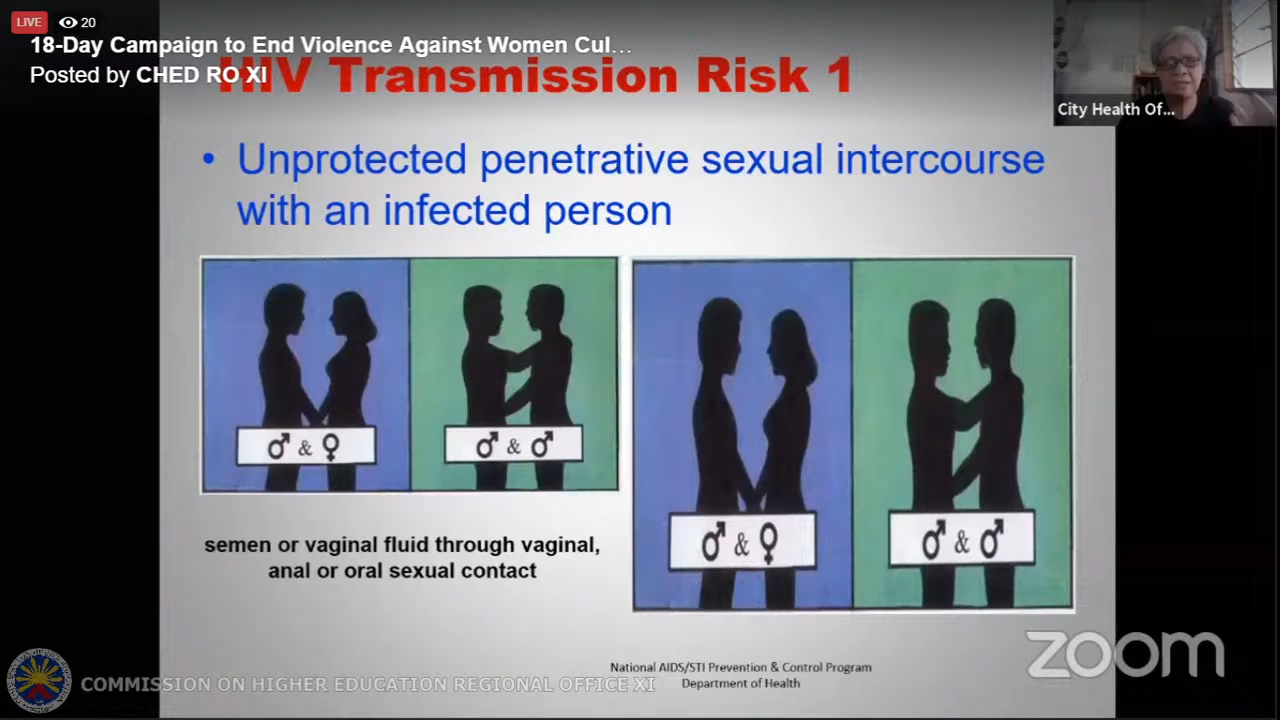 LIVE 20
18-Day Campaign to End Violence Against Women Cul...
Posted by CHED RO XI
HIV Transmission Risk 1
City Health Of...
• Unprotected penetrative sexual intercourse
with an infected person
♂ & ♀
♂ & ♂
♂ & ♀
♂ & ♂
semen or vaginal fluid through vaginal,
anal or oral sexual contact
zoom
National AIDS/STI Prevention & Control Program
Department of Health
COMMISSION ON HIGHER EDUCATION REGIONAL OFFICE XI